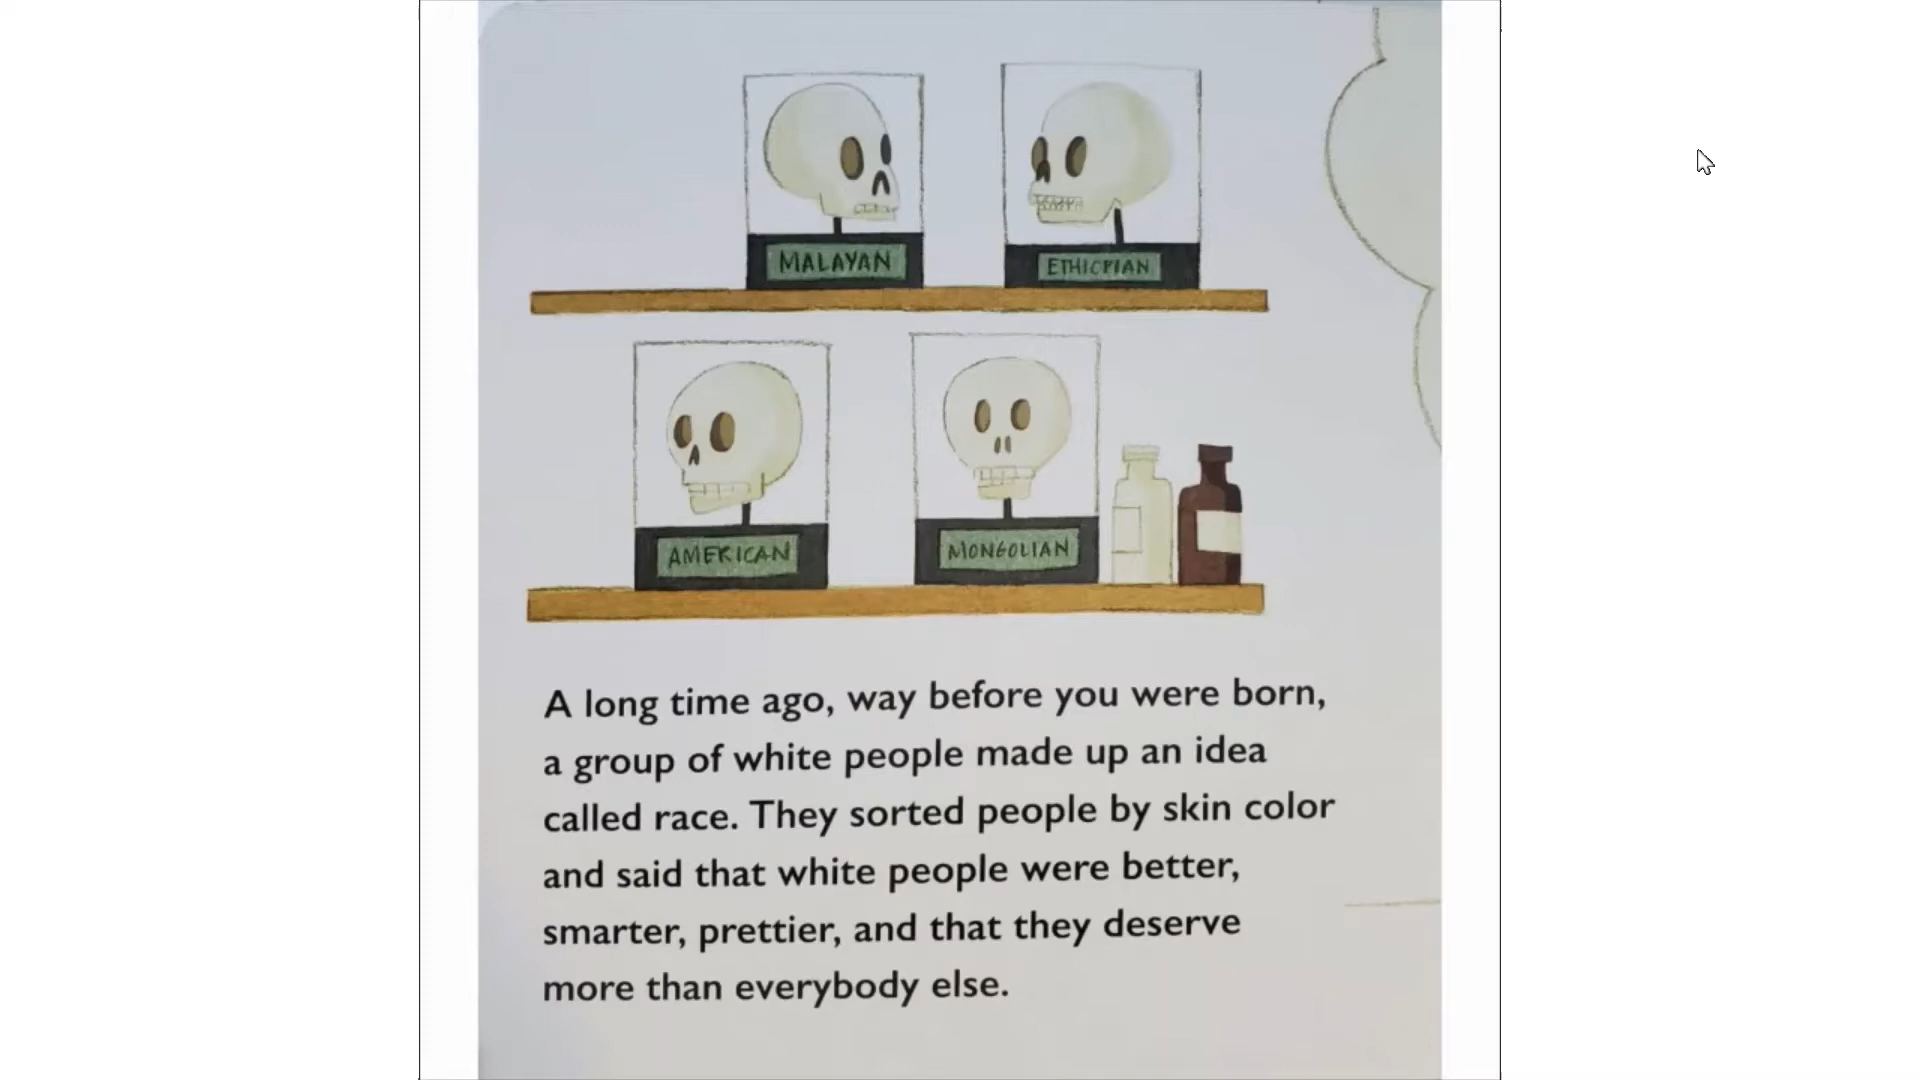 MALAYAN
ETHIOPIAN
AMERICAN
MONGOLIAN
A long time ago, way before you were born,
a group of white people made up an idea
called race. They sorted people by skin color
and said that white people were better,
smarter, prettier, and that they deserve
more than everybody else.